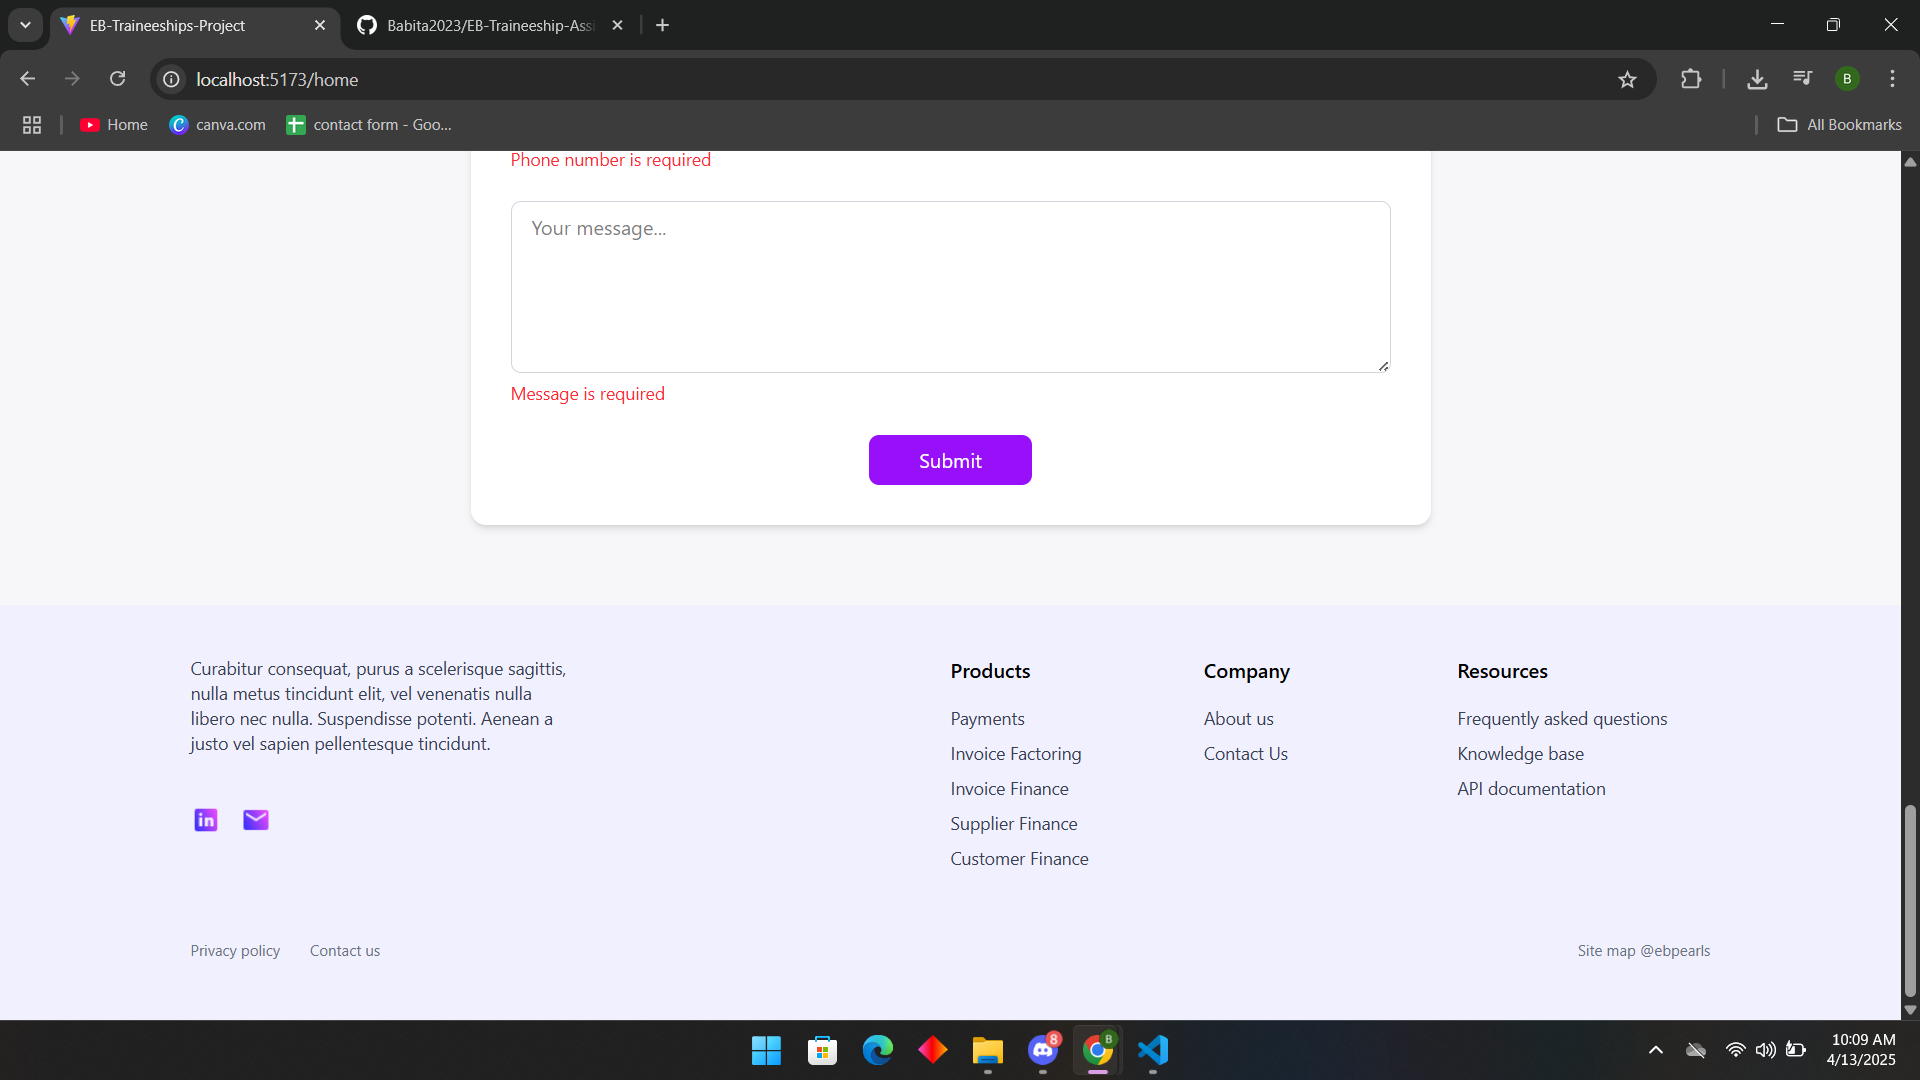 EB-Traineeships-Project
Babita2023/EB-Traineeship-Assi
localhost:5173/home
B
Home
canva.com
contact form - Goo...
All Bookmarks
Phone number is required
Your message...
Message is required
Submit
Curabitur consequat, purus a scelerisque sagittis,
nulla metus tincidunt elit, vel venenatis nulla
libero nec nulla. Suspendisse potenti. Aenean a
justo vel sapien pellentesque tincidunt.
in
Products
Payments
Invoice Factoring
Invoice Finance
Supplier Finance
Customer Finance
Company
About us
Contact Us
Resources
Frequently asked questions
Knowledge base
API documentation
Privacy policy
Contact us
Site map @ebpearls
8
B
10:09 AM
4/13/2025